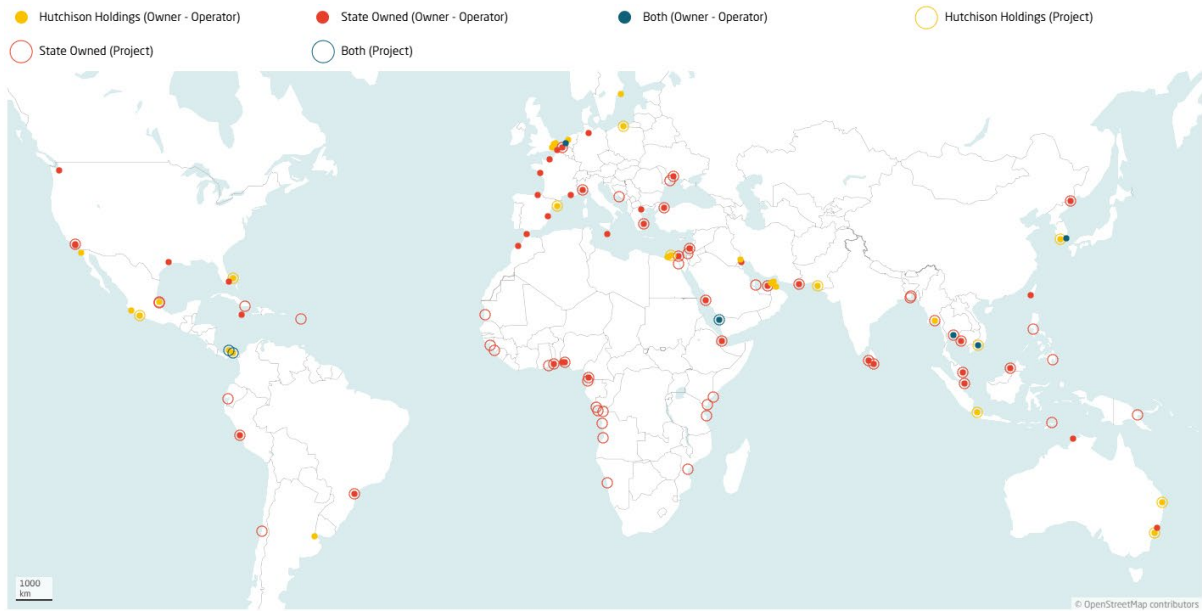 Hutchison Holdings (Owner - Operator)
State Owned (Owner - Operator)
Both (Owner - Operator)
Hutchison Holdings (Project)
State Owned (Project)
Both (Project)
1000
km
© OpenStreetMap contributors